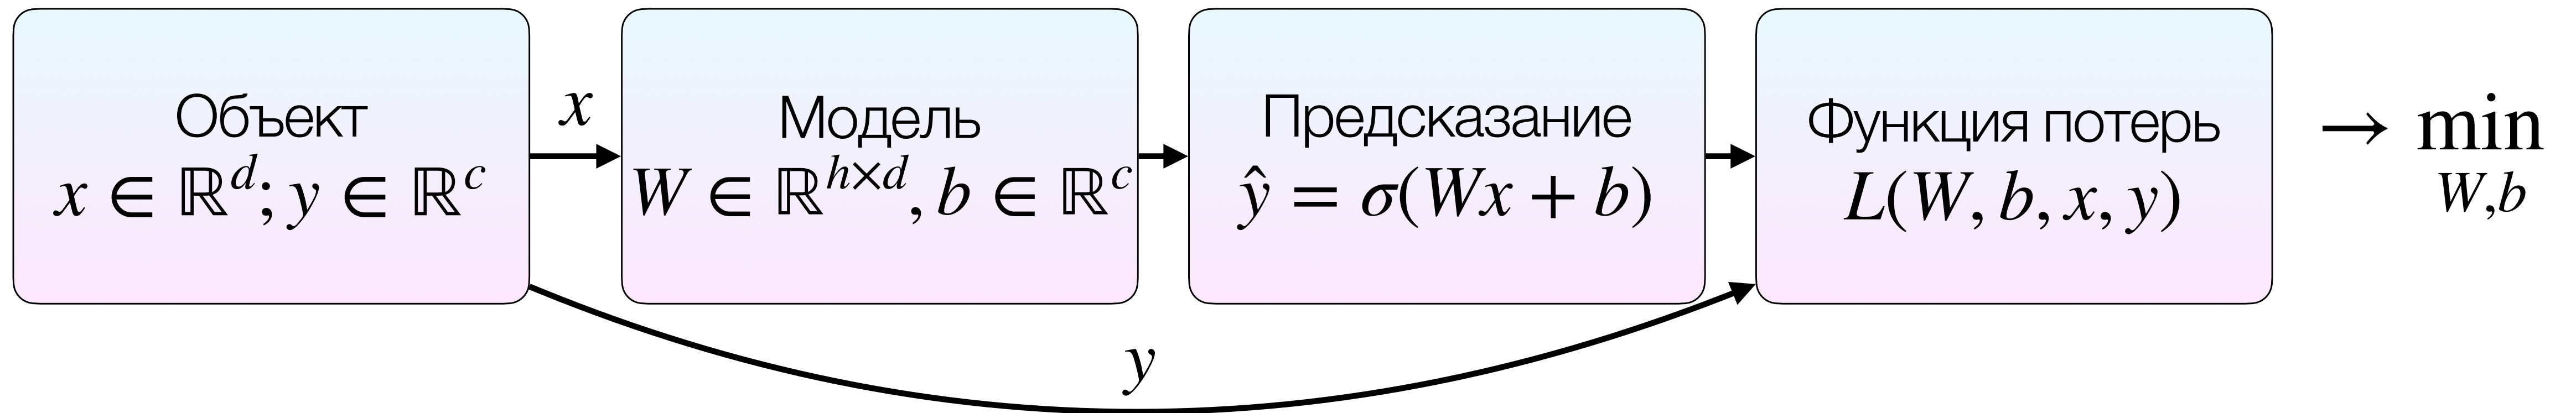 Объект
x ∈ ℝ^d; y ∈ ℝ^c
x
Модель
W ∈ ℝ^{h×d}, b ∈ ℝ^c
Предсказание
ŷ = σ(Wx + b)
Функция потерь
L(W, b, x, y)
→ min
W,b
y